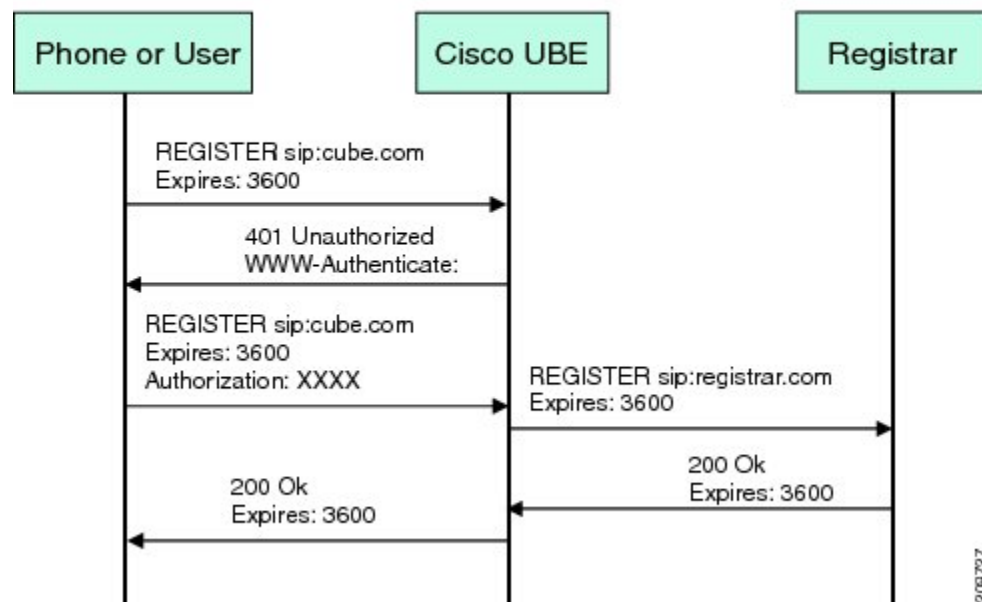 Phone or User
Cisco UBE
Registrar
REGISTER sip:cube.com
Expires: 3600
401 Unauthorized
WWW-Authenticate:
REGISTER sip:cube.com
Expires: 3600
Authorization: XXXX
REGISTER sip:registrar.com
Expires: 3600
200 Ok
Expires: 3600
200 Ok
Expires: 3600